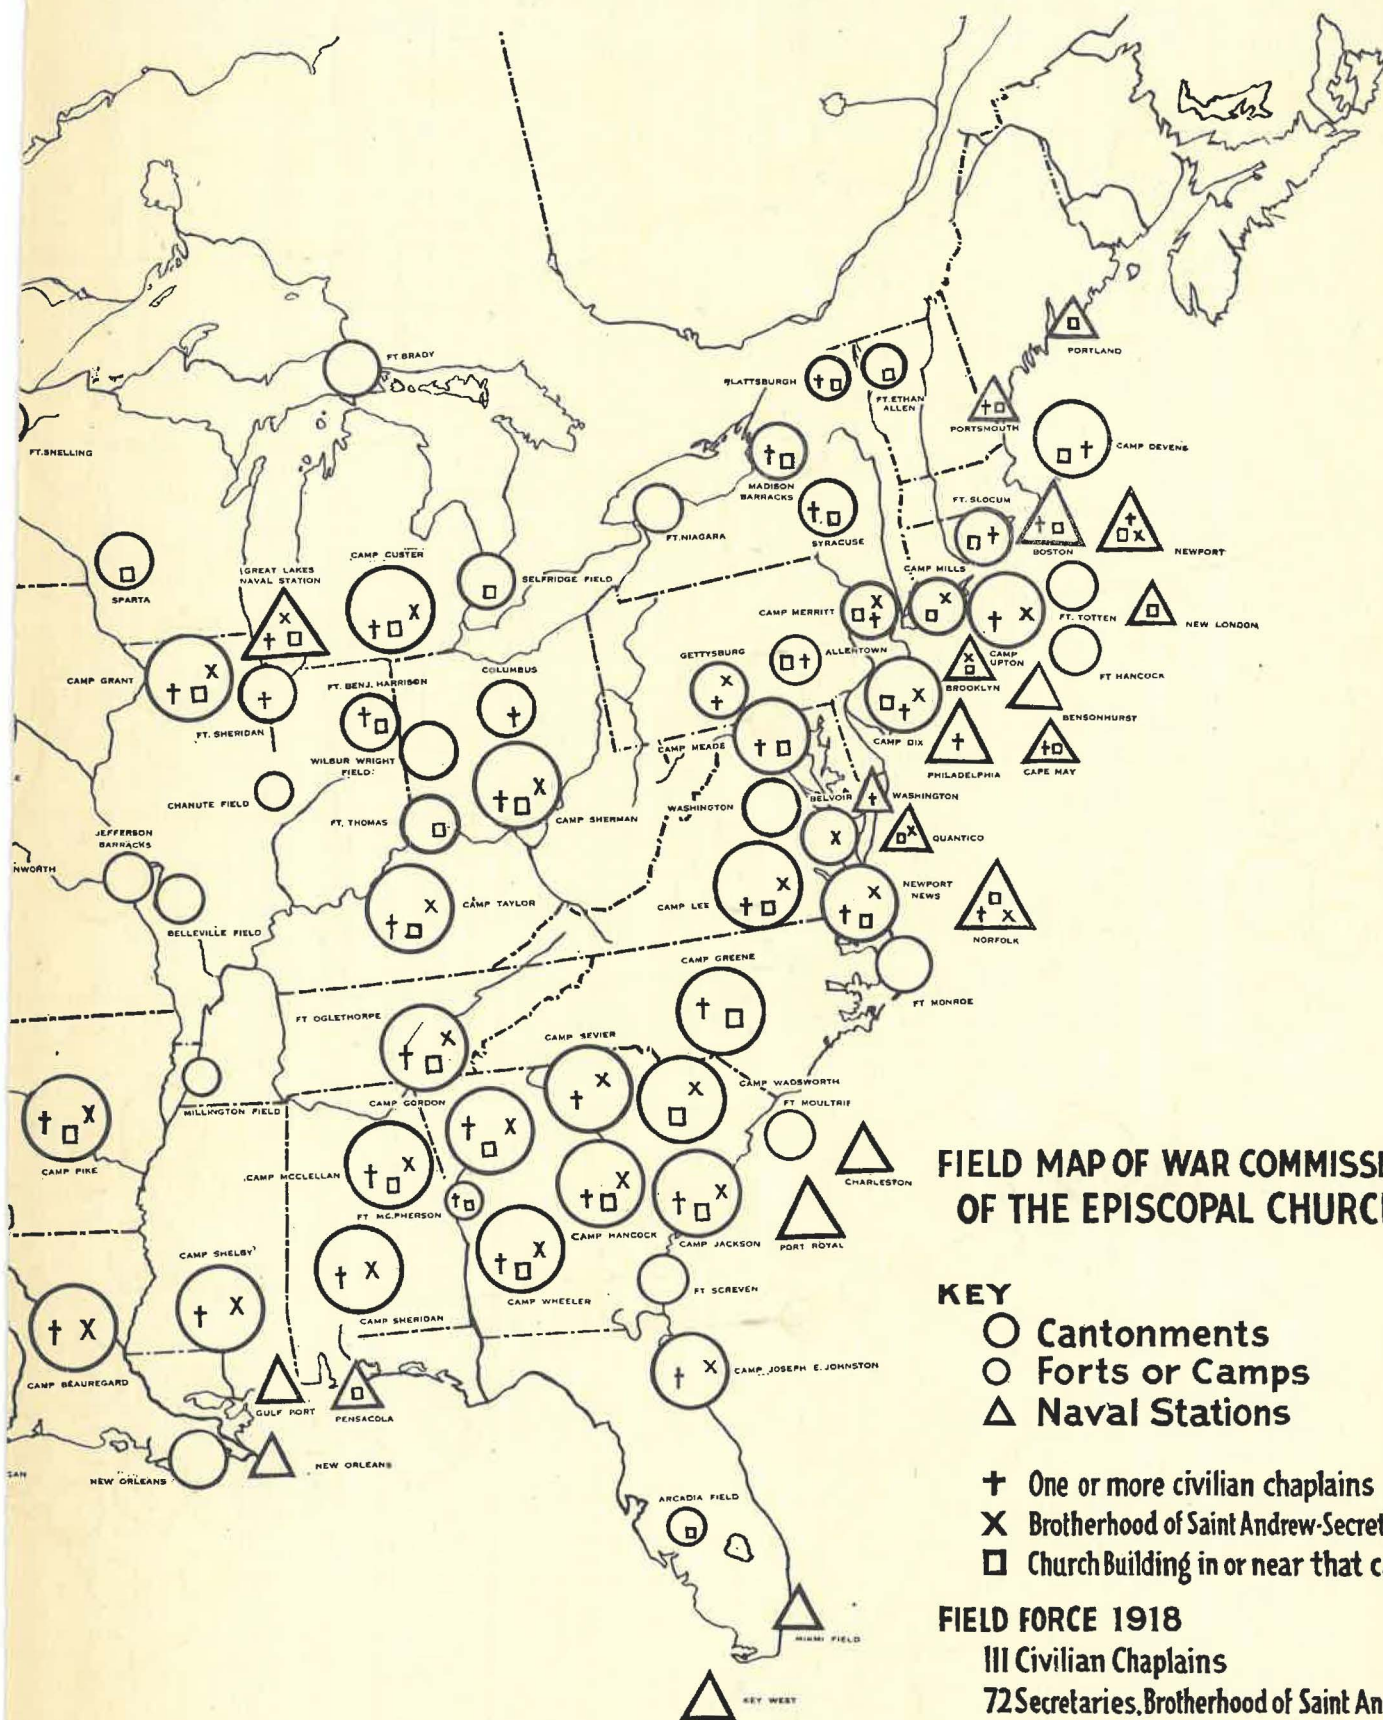 FT. BRADY
PORTLAND
PLATTSBURGH
FT. ETHAN
ALLEN
PORTSMOUTH
FT. SNELLING
CAMP DEVENS
MADISON
BARRACKS
FT. SLOCUM
FT. NIAGARA
SYRACUSE
BOSTON
NEWPORT
CAMP CUSTER
GREAT LAKES
NAVAL STATION
SELFRIDGE FIELD
CAMP MILLS
SPARTA
CAMP MERRITT
FT. TOTTEN
NEW LONDON
GETTYSBURG
ALLENTOWN
CAMP
UPTON
COLUMBUS
FT HANCOCK
CAMP GRANT
FT. BENJ. HARRISON
BROOKLYN
BENSONHURST
FT. SHERIDAN
CAMP DIX
CAMP MEADE
WILBUR WRIGHT
FIELD
PHILADELPHIA
CAPE MAY
CHANUTE FIELD
WASHINGTON
BELVOIR
WASHINGTON
FT. THOMAS
CAMP SHERMAN
QUANTICO
JEFFERSON
BARRACKS
NWORTH
CAMP TAYLOR
CAMP LEE
NEWPORT
NEWS
BELLEVILLE FIELD
NORFOLK
CAMP GREENE
FT MONROE
FT OGLETHORPE
CAMP SEVIER
CAMP WADSWORTH
MILLINGTON FIELD
CAMP GORDON
FT MOULTRIE
CAMP PIKE
CAMP MCCLELLAN
CHARLESTON
FT MC.PHERSON
CAMP HANCOCK
CAMP JACKSON
PORT ROYAL
CAMP SHELBY
FT SCREVEN
CAMP WHEELER
CAMP SHERIDAN
CAMP JOSEPH E. JOHNSTON
CAMP BEAUREGARD
GULF PORT
PENSACOLA
NEW ORLEANS
NEW ORLEANS
ARCADIA FIELD
MIAMI FIELD
KEY WEST
FIELD MAP OF WAR COMMISSI
OF THE EPISCOPAL CHURC
KEY
Cantonments
Forts or Camps
Naval Stations
One or more civilian chaplains
Brotherhood of Saint Andrew-Secret
Church Building in or near that c
FIELD FORCE 1918
111 Civilian Chaplains
72 Secretaries, Brotherhood of Saint An